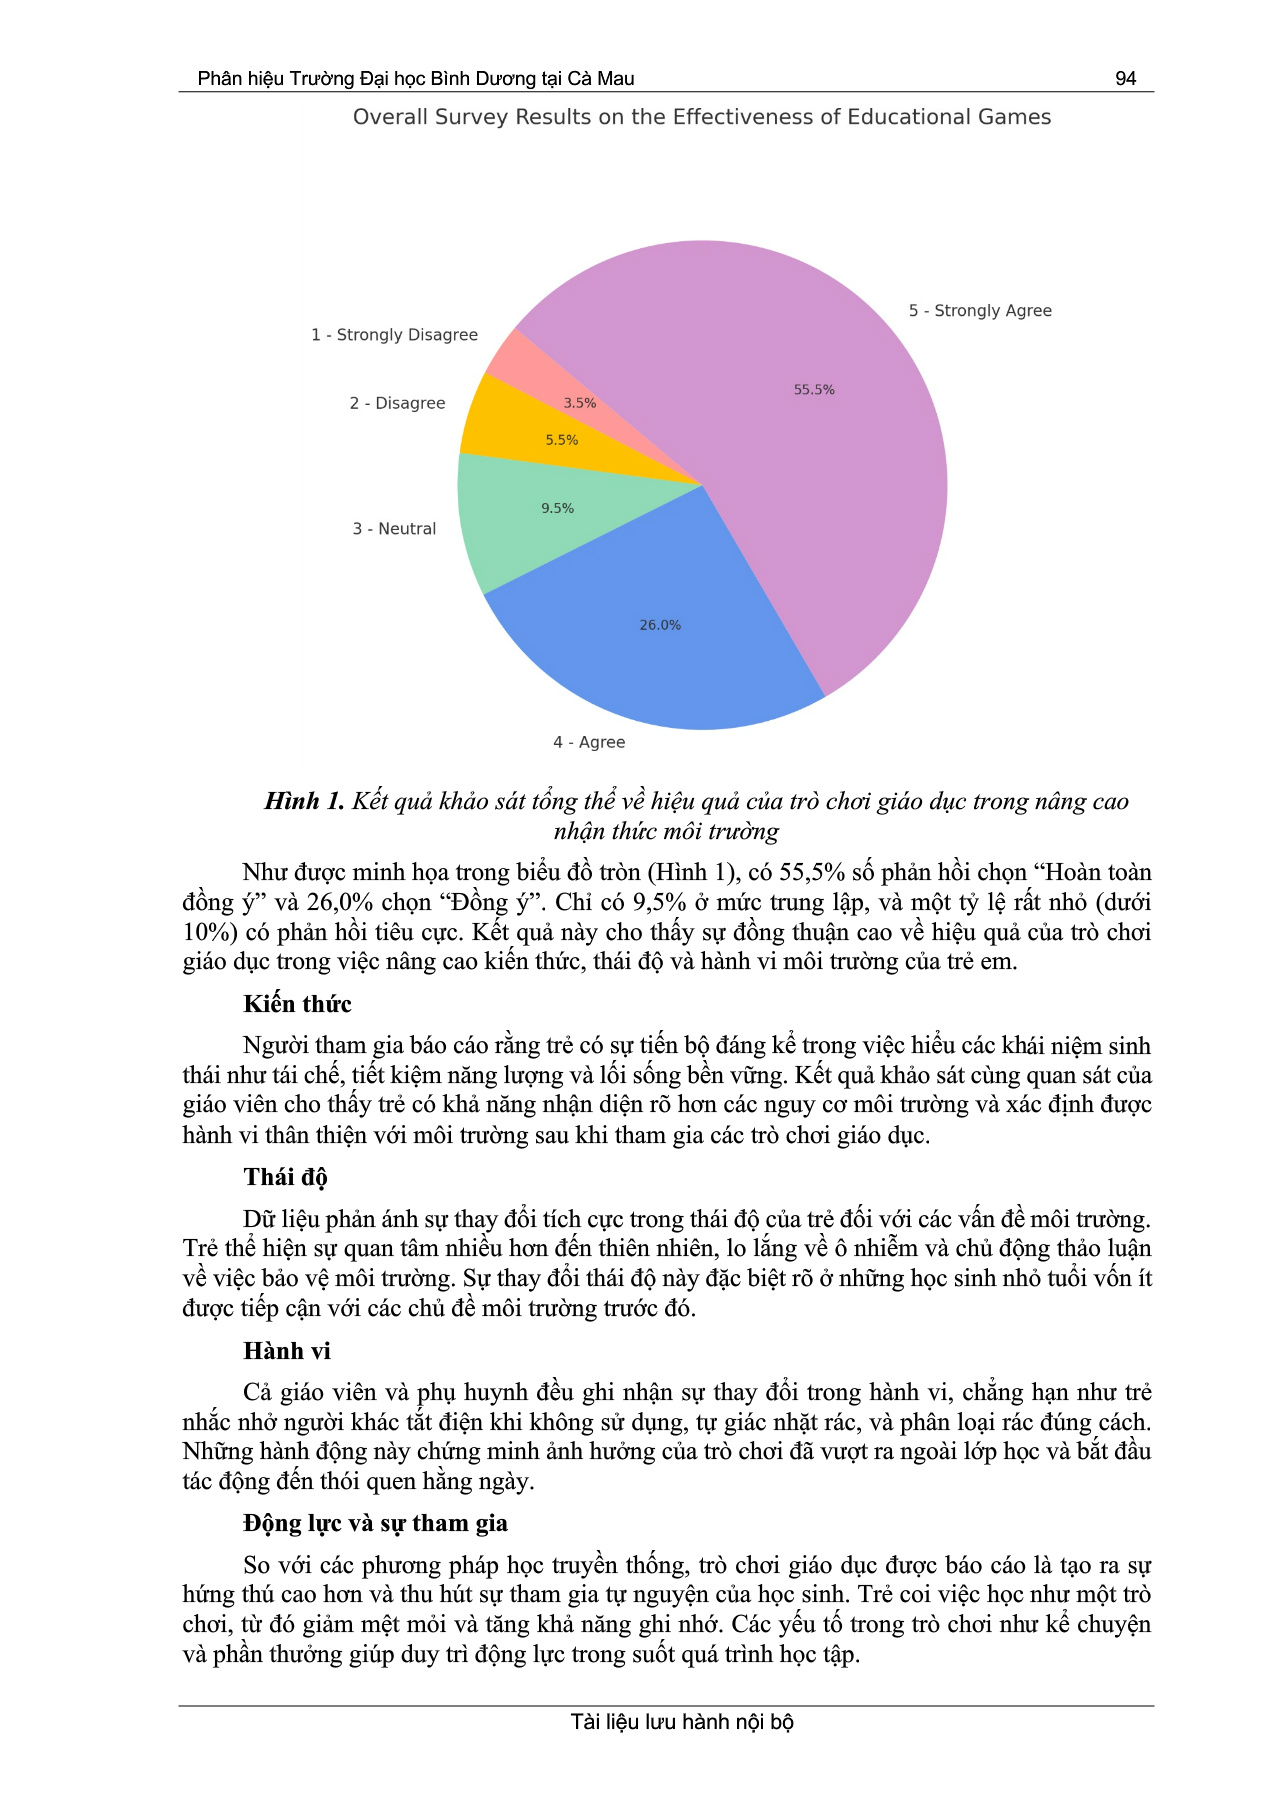 Phân hiệu Trường Đại học Bình Dương tại Cà Mau 94
Overall Survey Results on the Effectiveness of Educational Games
5 - Strongly Agree
1 - Strongly Disagree
55.5%
2 - Disagree
3.5%
5.5%
9.5%
3 - Neutral
26.0%
4 - Agree
Hình 1. Kết quả khảo sát tổng thể về hiệu quả của trò chơi giáo dục trong nâng cao
nhận thức môi trường
Như được minh họa trong biểu đồ tròn (Hình 1), có 55,5% số phản hồi chọn “Hoàn toàn
đồng ý” và 26,0% chọn “Đồng ý”. Chỉ có 9,5% ở mức trung lập, và một tỷ lệ rất nhỏ (dưới
10%) có phản hồi tiêu cực. Kết quả này cho thấy sự đồng thuận cao về hiệu quả của trò chơi
giáo dục trong việc nâng cao kiến thức, thái độ và hành vi môi trường của trẻ em.
Kiến thức
Người tham gia báo cáo rằng trẻ có sự tiến bộ đáng kể trong việc hiểu các khái niệm sinh
thái như tái chế, tiết kiệm năng lượng và lối sống bền vững. Kết quả khảo sát cùng quan sát của
giáo viên cho thấy trẻ có khả năng nhận diện rõ hơn các nguy cơ môi trường và xác định được
hành vi thân thiện với môi trường sau khi tham gia các trò chơi giáo dục.
Thái độ
Dữ liệu phản ánh sự thay đổi tích cực trong thái độ của trẻ đối với các vấn đề môi trường.
Trẻ thể hiện sự quan tâm nhiều hơn đến thiên nhiên, lo lắng về ô nhiễm và chủ động thảo luận
về việc bảo vệ môi trường. Sự thay đổi thái độ này đặc biệt rõ ở những học sinh nhỏ tuổi vốn ít
được tiếp cận với các chủ đề môi trường trước đó.
Hành vi
Cả giáo viên và phụ huynh đều ghi nhận sự thay đổi trong hành vi, chẳng hạn như trẻ
nhắc nhở người khác tắt điện khi không sử dụng, tự giác nhặt rác, và phân loại rác đúng cách.
Những hành động này chứng minh ảnh hưởng của trò chơi đã vượt ra ngoài lớp học và bắt đầu
tác động đến thói quen hằng ngày.
Động lực và sự tham gia
So với các phương pháp học truyền thống, trò chơi giáo dục được báo cáo là tạo ra sự
hứng thú cao hơn và thu hút sự tham gia tự nguyện của học sinh. Trẻ coi việc học như một trò
chơi, từ đó giảm mệt mỏi và tăng khả năng ghi nhớ. Các yếu tố trong trò chơi như kể chuyện
và phần thưởng giúp duy trì động lực trong suốt quá trình học tập.
Tài liệu lưu hành nội bộ